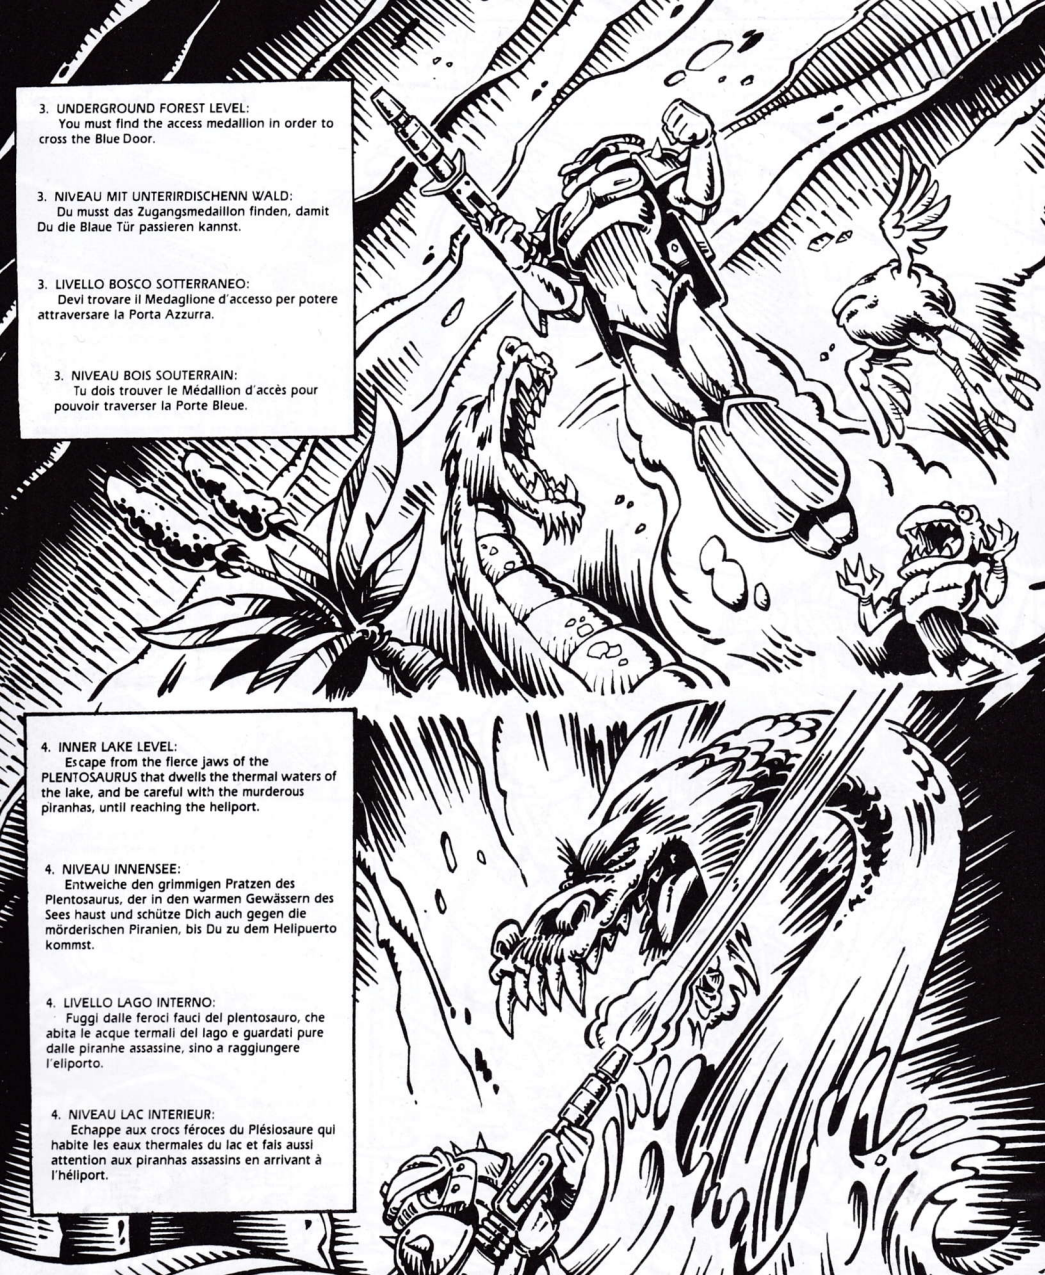 3. UNDERGROUND FOREST LEVEL:
You must find the access medallion in order to
cross the Blue Door.
3. NIVEAU MIT UNTERIRDISCHENN WALD:
Du musst das Zugangsmedaillon finden, damit
Du die Blaue Tür passieren kannst.
3. LIVELLO BOSCO SOTTERRANEO:
Devi trovare il Medaglione d'accesso per potere
attraversare la Porta Azzurra.
3. NIVEAU BOIS SOUTERRAIN:
Tu dois trouver le Médallion d'accès pour
pouvoir traverser la Porte Bleue.
4. INNER LAKE LEVEL:
Escape from the fierce jaws of the
PLENTOSAURUS that dwells the thermal waters of
the lake, and be careful with the murderous
piranhas, until reaching the heliport.
4. NIVEAU INNENSEE:
Entweiche den grimmigen Pratzen des
Plentosaurus, der in den warmen Gewässern des
Sees haust und schütze Dich auch gegen die
mörderischen Piranien, bis Du zu dem Helipuerto
kommst.
4. LIVELLO LAGO INTERNO:
Fuggi dalle feroci fauci del plentosauro, che
abita le acque termali del lago e guardati pure
dalle piranhe assassine, sino a raggiungere
l'eliporto.
4. NIVEAU LAC INTERIEUR:
Echappe aux crocs féroces du Plésiosaure qui
habite les eaux thermales du lac et fais aussi
attention aux piranhas assassins en arrivant à
l'héliport.